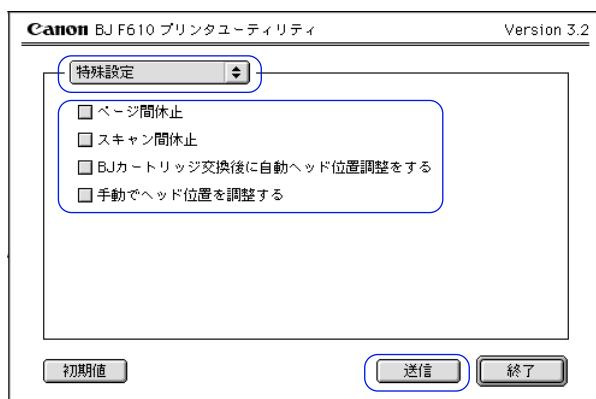 Canon BJ F610 プリンタユーティリティ Version 3.2
特殊設定
ページ間休止
スキャン間休止
BJカートリッジ交換後に自動ヘッド位置調整をする
手動でヘッド位置を調整する
初期値 送信 終了